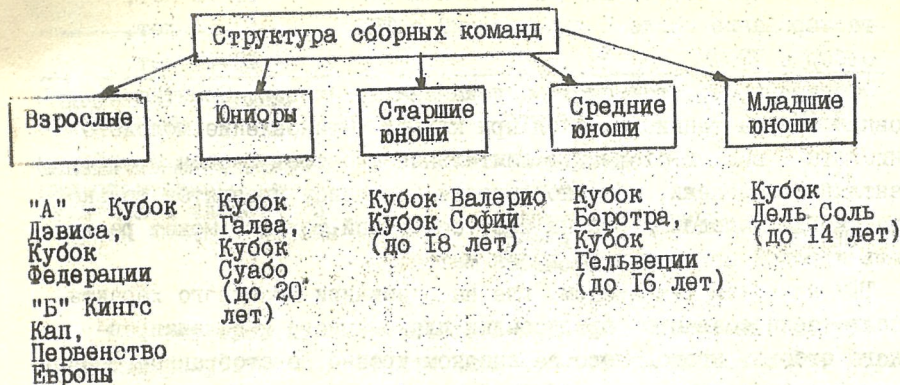 Структура сборных команд
Взрослые
Юниоры
Старшие
юноши
Средние
юноши
Младшие
юноши
"А" – Кубок
Дэвиса,
Кубок
Федерации
"Б" Кингс
Кап,
Первенство
Европы
Кубок
Галеа,
Кубок
Суабо
(до 20
лет)
Кубок Валерио
Кубок Софии
(до 18 лет)
Кубок
Боротра,
Кубок
Гельвеции
(до 16 лет)
Кубок
Дель Соль
(до 14 лет)